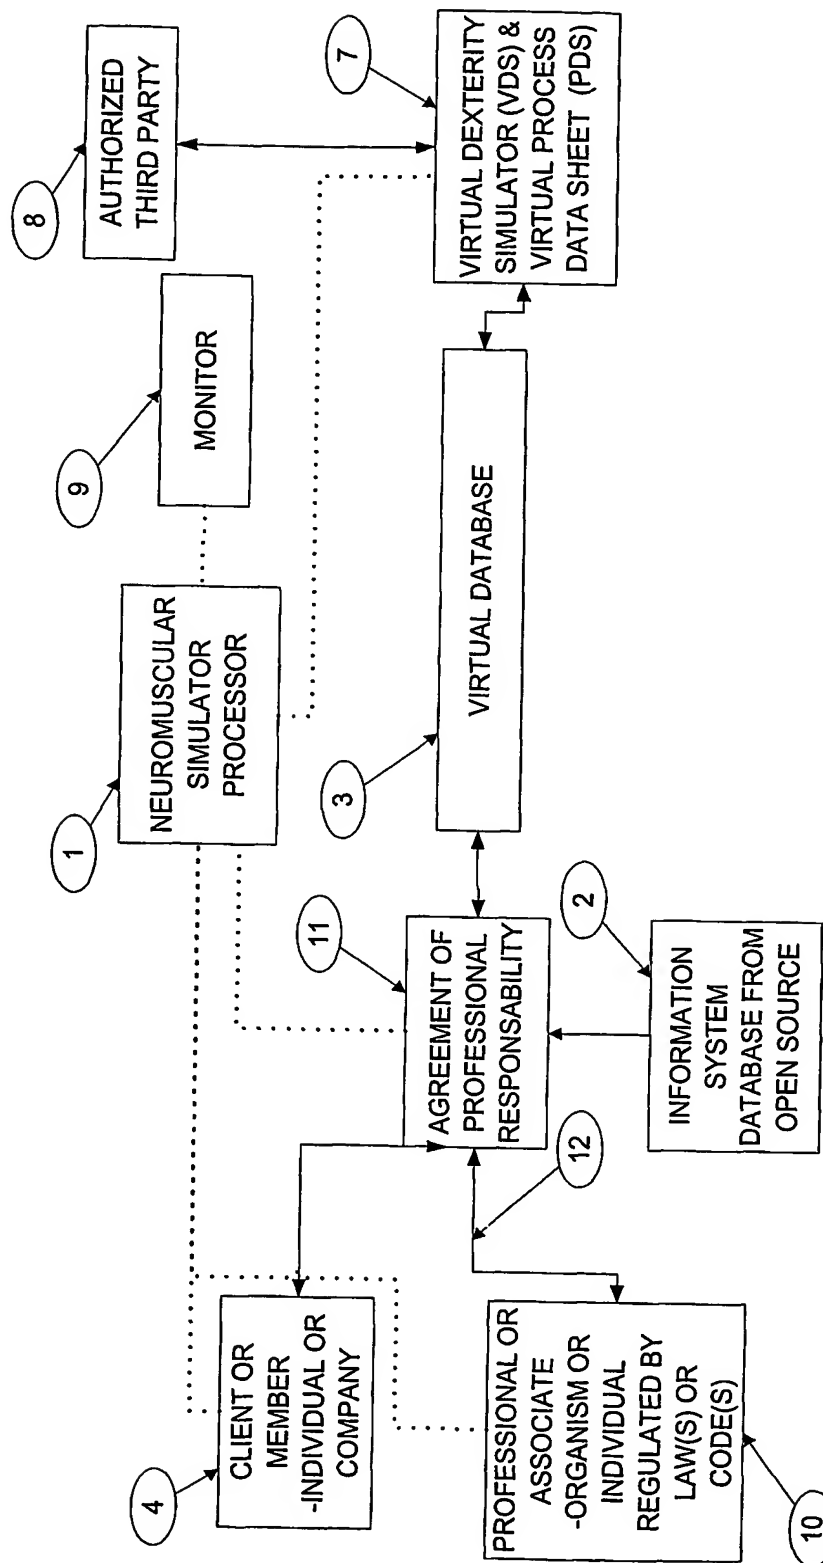 8
AUTHORIZED
THIRD PARTY
7
VIRTUAL DEXTERITY
SIMULATOR (VDS) &
VIRTUAL PROCESS
DATA SHEET (PDS)
9
MONITOR
1
NEUROMUSCULAR
SIMULATOR
PROCESSOR
3
VIRTUAL DATABASE
11
AGREEMENT OF
PROFESSIONAL
RESPONSABILITY
2
INFORMATION
SYSTEM
DATABASE FROM
OPEN SOURCE
12
4
CLIENT OR
MEMBER
-INDIVIDUAL OR
COMPANY
PROFESSIONAL OR
ASSOCIATE
-ORGANISM OR
INDIVIDUAL
REGULATED BY
LAW(S) OR
CODE(S)
10